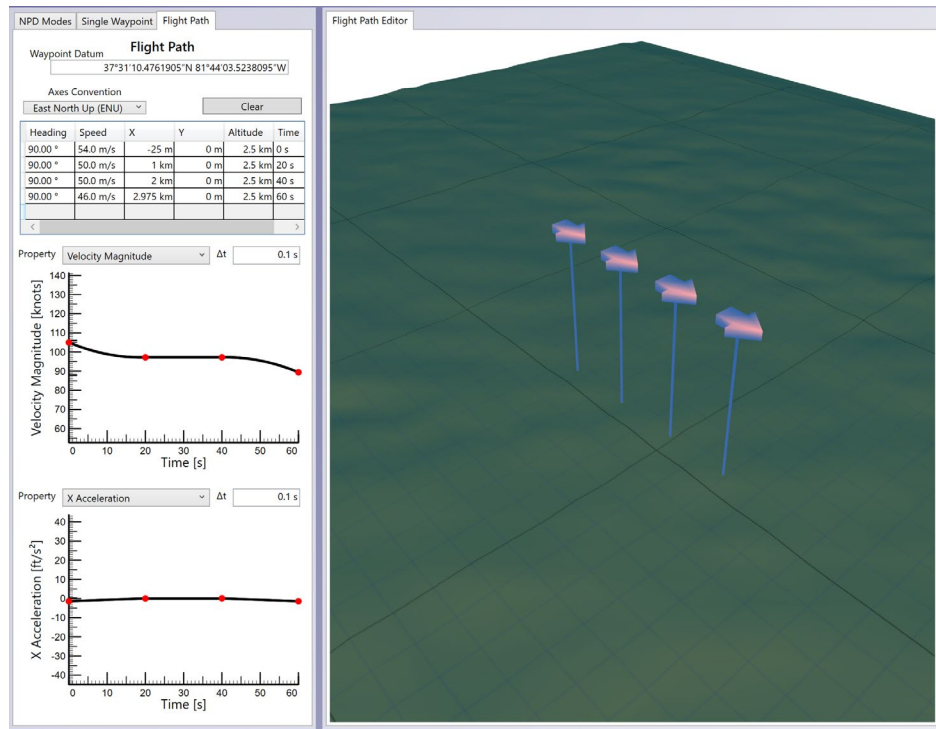 NPD Modes Single Waypoint Flight Path
Flight Path Editor
Flight Path
Waypoint Datum
37°31'10.4761905"N 81°44'03.5238095"W
Axes Convention
East North Up (ENU)
Clear
Heading Speed X Y Altitude Time
90.00 ° 54.0 m/s -25 m 0 m 2.5 km 0 s
90.00 ° 50.0 m/s 1 km 0 m 2.5 km 20 s
90.00 ° 50.0 m/s 2 km 0 m 2.5 km 40 s
90.00 ° 46.0 m/s 2.975 km 0 m 2.5 km 60 s
Property Velocity Magnitude Δt 0.1 s
Velocity Magnitude [knots]
140
130
120
110
100
90
80
70
60
0 10 20 30 40 50 60
Time [s]
Property X Acceleration Δt 0.1 s
X Acceleration [ft/s²]
40
30
20
10
0
-10
-20
-30
-40
0 10 20 30 40 50 60
Time [s]